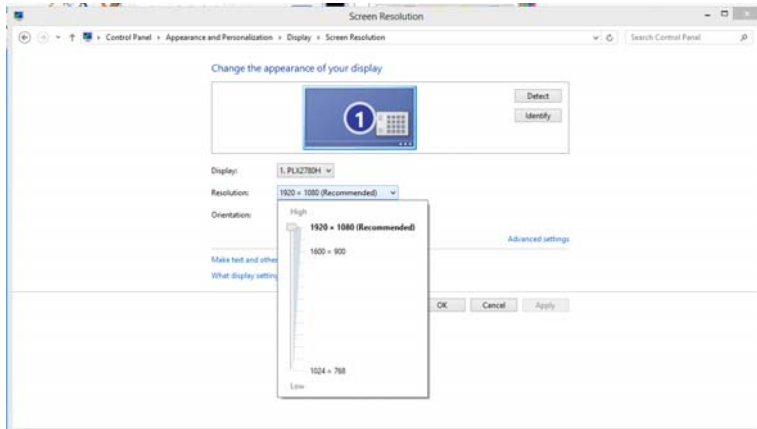 Screen Resolution
Control Panel ▸ Appearance and Personalization ▸ Display ▸ Screen Resolution
Search Control Panel
Change the appearance of your display
1
Detect
Identify
Display: 1. PLX2780H
Resolution: 1920 × 1080 (Recommended)
Orientation:
High
1920 × 1080 (Recommended)
1600 × 900
1024 × 768
Low
Advanced settings
Make text and other
What display setting
OK Cancel Apply